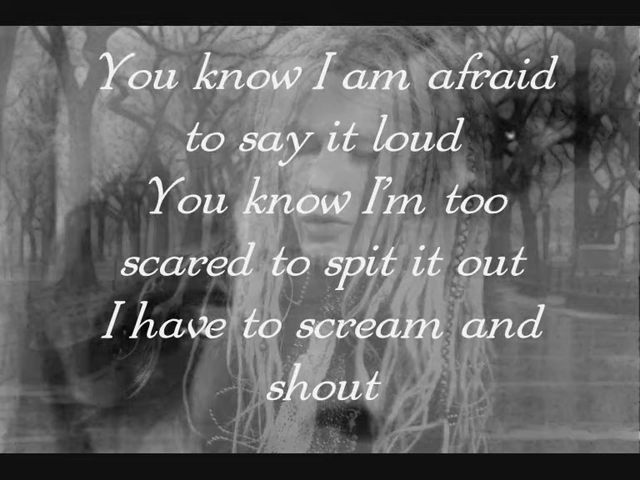 You know I am afraid
to say it loud
You know I'm too
scared to spit it out
I have to scream and
shout